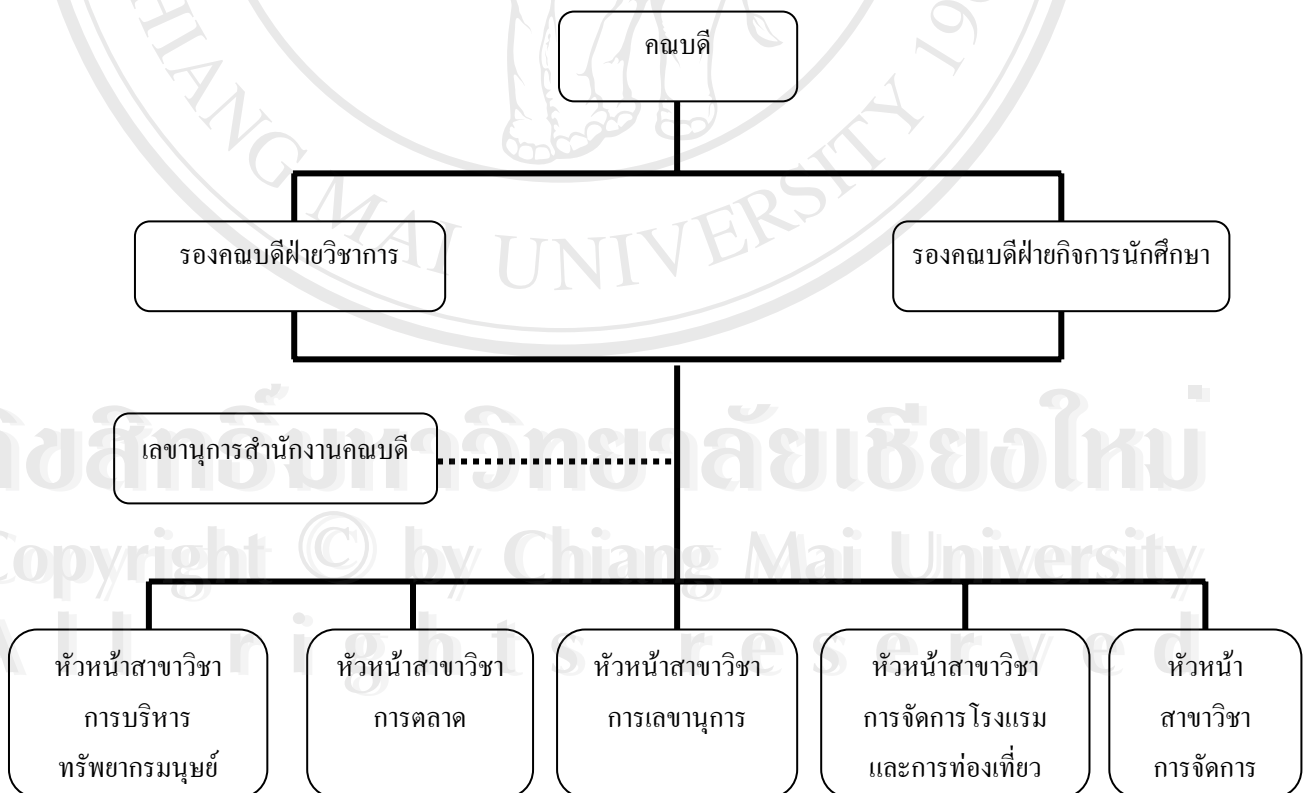 คณบดี
CHIANG MAI UNIVERSITY 19
รองคณบดีฝ่ายวิชาการ
รองคณบดีฝ่ายกิจการนักศึกษา
เลขานุการสำนักงานคณบดี
ลิขสิทธิ์มหาวิทยาลัยเชียงใหม่
Copyright © by Chiang Mai University
All rights reserved
หัวหน้าสาขาวิชา
การบริหาร
ทรัพยากรมนุษย์
หัวหน้าสาขาวิชา
การตลาด
หัวหน้าสาขาวิชา
การเลขานุการ
หัวหน้าสาขาวิชา
การจัดการโรงแรม
และการท่องเที่ยว
หัวหน้า
สาขาวิชา
การจัดการ